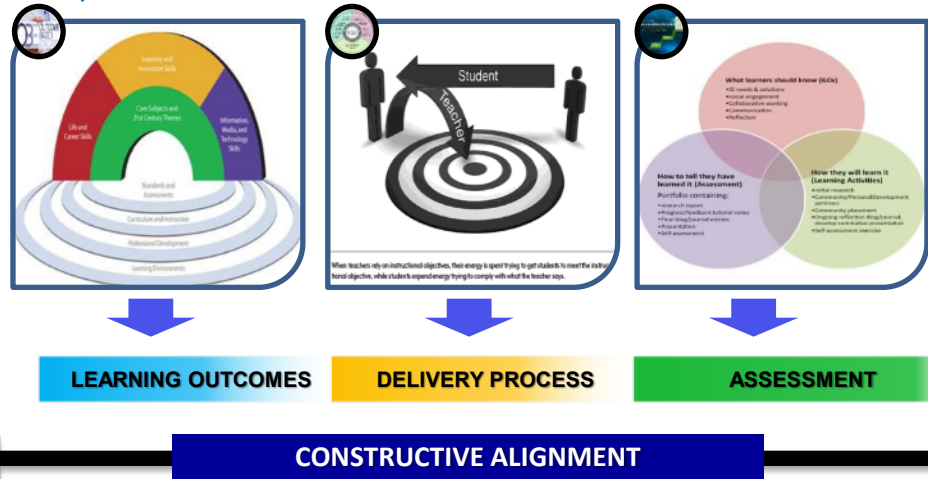 Learning and
Innovation Skills
Core Subjects and
21st Century Themes
Life and
Career Skills
Information,
Media, and
Technology
Skills
Standards and
Assessments
Curriculum and Instruction
Professional Development
Learning Environments
Student
Teacher
When teachers rely on instructional objectives, their energy is spent trying to get students to meet the instruc
tional objective, while students expend energy trying to comply with what the teacher says.
What learners should know (ILOs)
•ID needs & solutions
•social engagement
•Collaborative working
•Communication
•Reflection
How to tell they have
learned it (Assessment)
Portfolio containing:
•research report
•Progress/feedback tutorial notes
•Final blog/journal entries
•Presentation
•Self-assessment
How they will learn it
(Learning Activities)
•Initial research
•Community/Personal Development
seminars
•Community placement
•Ongoing reflection blog/journal,
develop summative presentation
•Self-assessment exercise
LEARNING OUTCOMES
DELIVERY PROCESS
ASSESSMENT
CONSTRUCTIVE ALIGNMENT